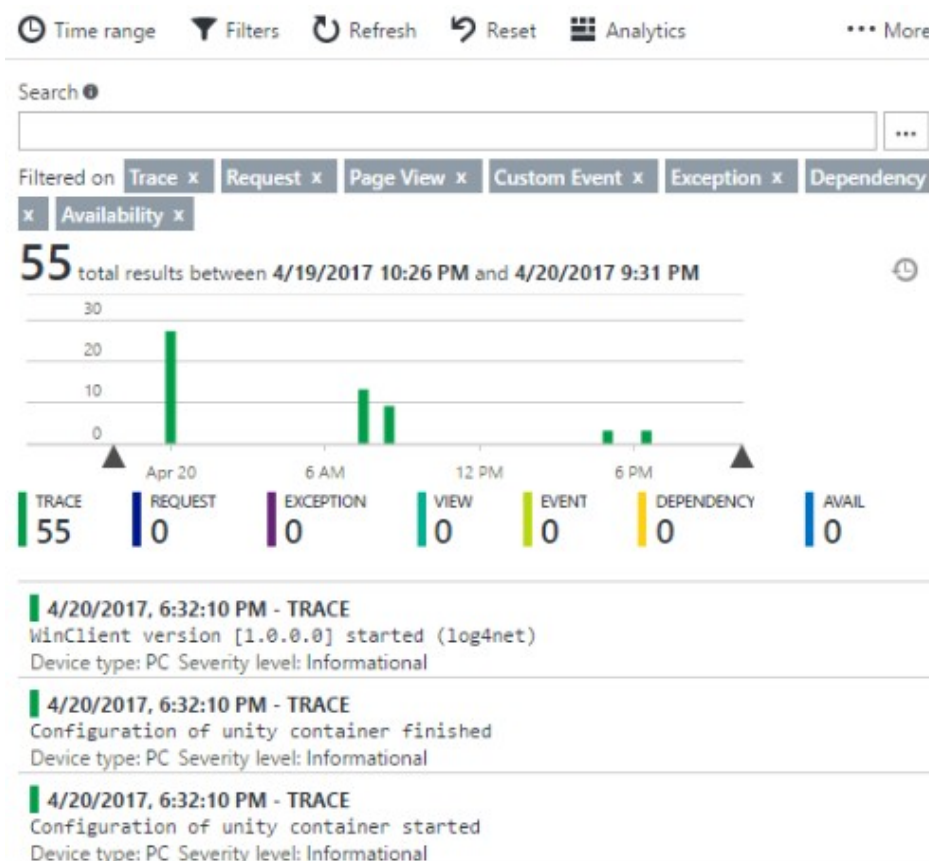 Time range Filters Refresh Reset Analytics ••• More
Search
...
Filtered on Trace x Request x Page View x Custom Event x Exception x Dependency
x Availability x
55 total results between 4/19/2017 10:26 PM and 4/20/2017 9:31 PM
30
20
10
0
Apr 20 6 AM 12 PM 6 PM
TRACE REQUEST EXCEPTION VIEW EVENT DEPENDENCY AVAIL
55 0 0 0 0 0 0
4/20/2017, 6:32:10 PM - TRACE
WinClient version [1.0.0.0] started (log4net)
Device type: PC Severity level: Informational
4/20/2017, 6:32:10 PM - TRACE
Configuration of unity container finished
Device type: PC Severity level: Informational
4/20/2017, 6:32:10 PM - TRACE
Configuration of unity container started
Device type: PC Severity level: Informational